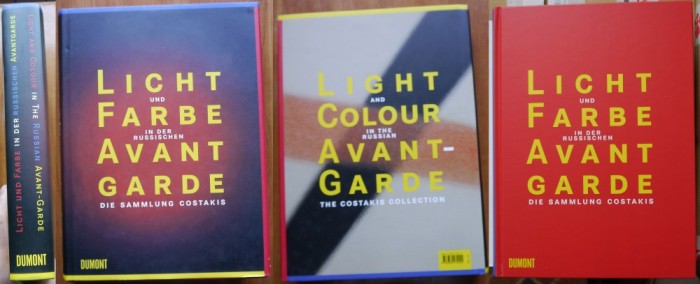 LICHT UND FARBE IN DER RUSSISCHEN AVANTGARDE
LIGHT AND COLOUR IN THE RUSSIAN AVANT-GARDE
LICHT
UND
FARBE
IN DER
RUSSISCHEN
AVANT
GARDE
DIE SAMMLUNG COSTAKIS
DUMONT
LIGHT
AND
COLOUR
IN THE
RUSSIAN
AVANT-
GARDE
THE COSTAKIS COLLECTION
LICHT
UND
FARBE
IN DER
RUSSISCHEN
AVANT
GARDE
DIE SAMMLUNG COSTAKIS
DUMONT